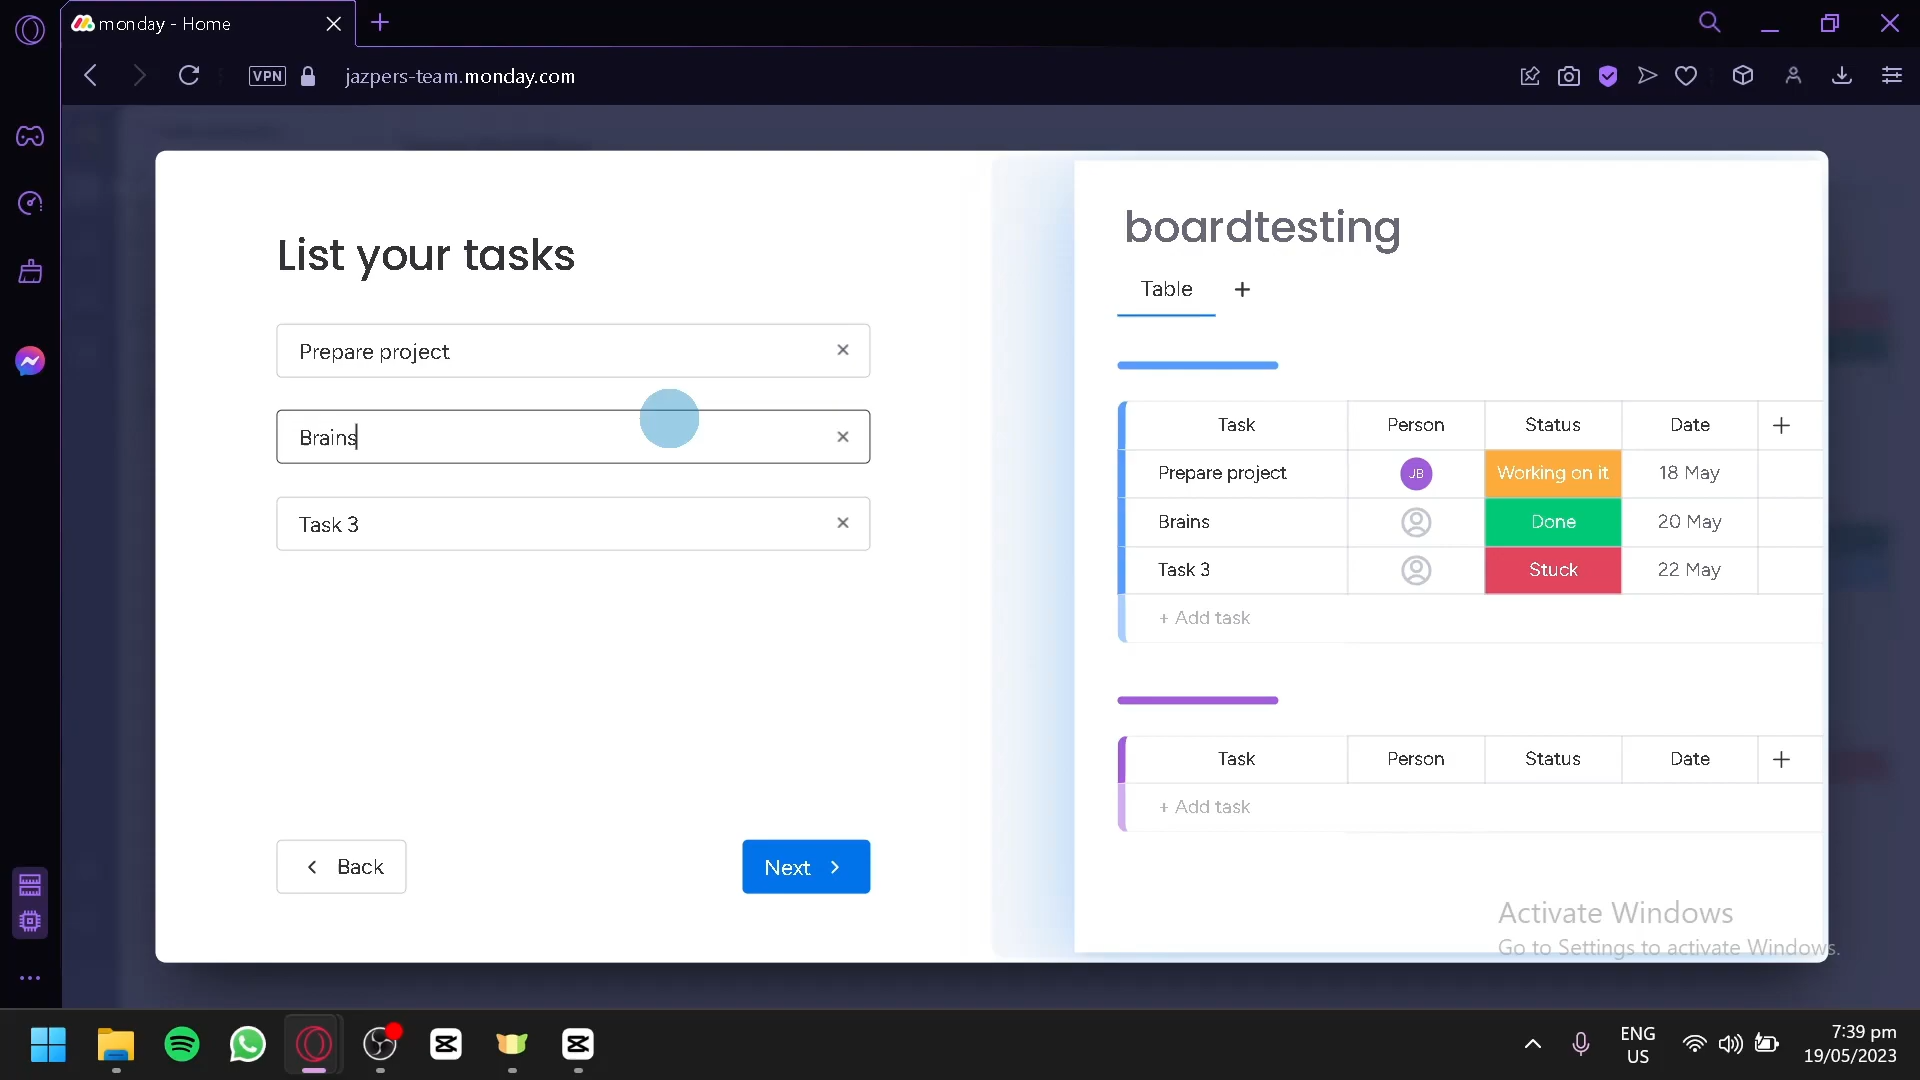 monday - Home
VPN
jazpers-team.monday.com
List your tasks
Prepare project
Brains
Task 3
Back
Next
boardtesting
Table
Task Person Status Date
Prepare project JB Working on it 18 May
Brains Done 20 May
Task 3 Stuck 22 May
+ Add task
Task Person Status Date
+ Add task
Activate Windows
Go to Settings to activate Windows.
ENG
US
7:39 pm
19/05/2023